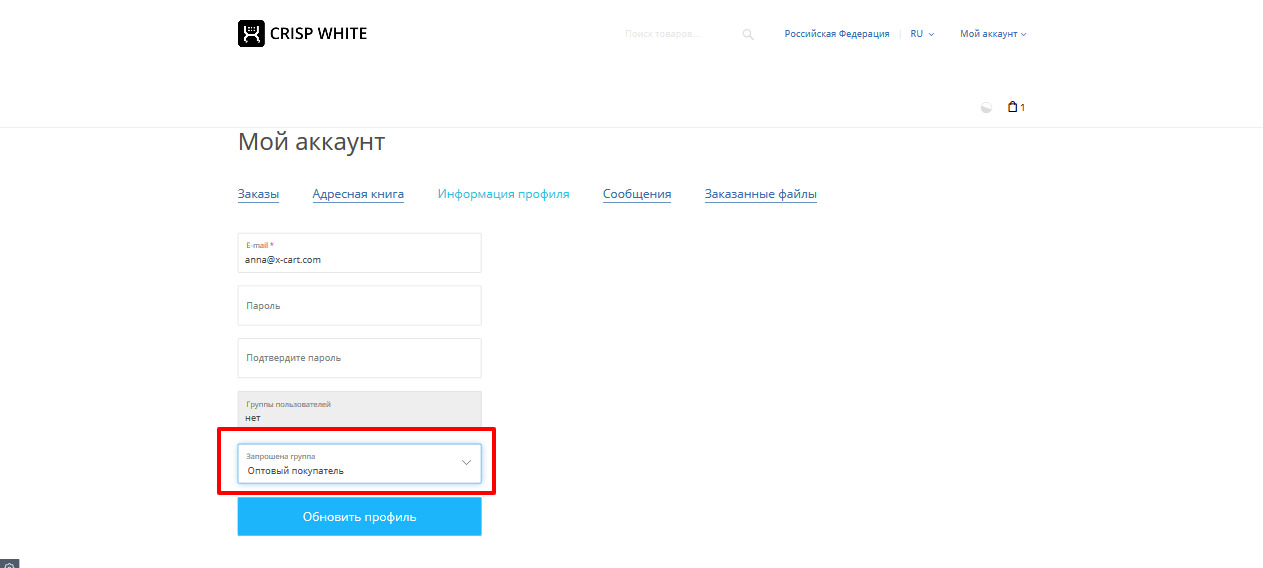 CRISP WHITE
Поиск товаров...
Российская Федерация | RU
Мой аккаунт
1
Мой аккаунт
Заказы Адресная книга Информация профиля Сообщения Заказанные файлы
E-mail *
anna@x-cart.com
Пароль
Подтвердите пароль
Группы пользователей
нет
Запрошена группа
Оптовый покупатель
Обновить профиль